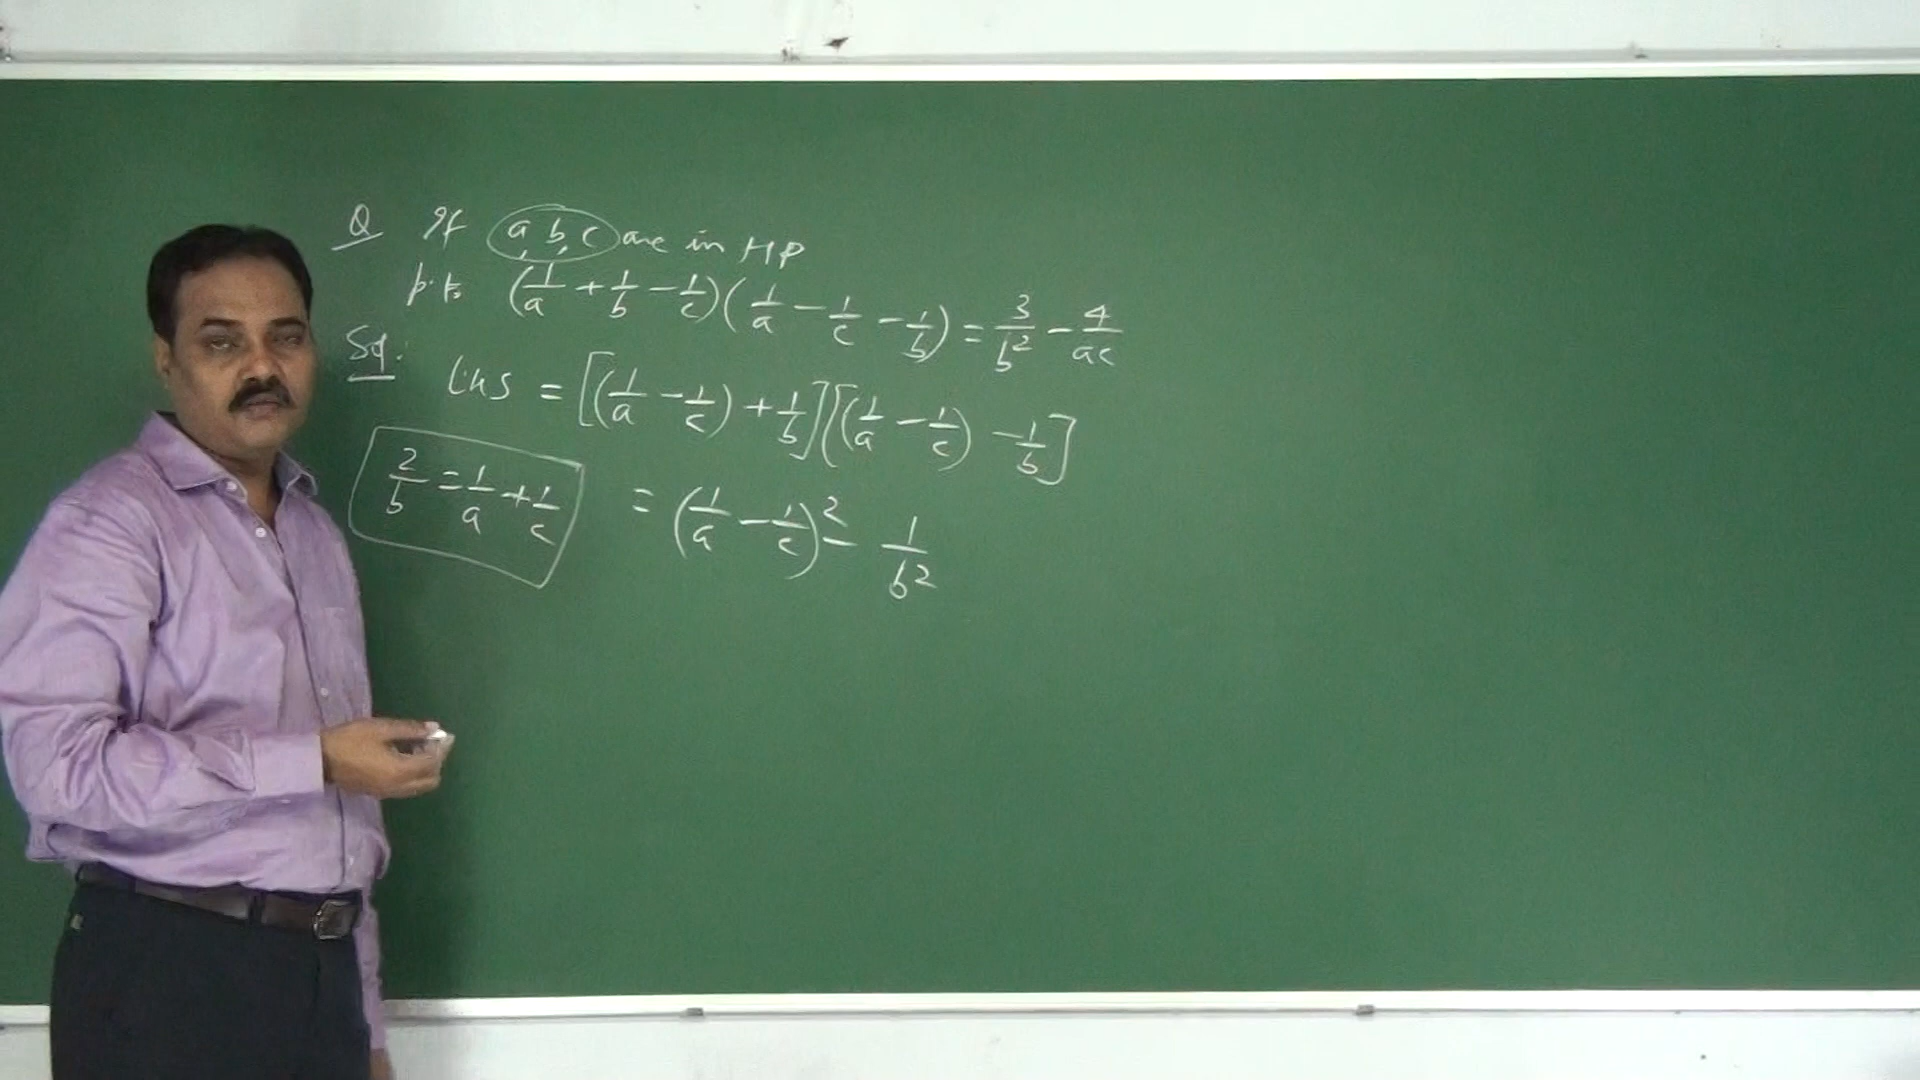 Q If a, b, c are in HP
p.t. (1/a + 1/b - 1/c)(1/a - 1/c - 1/b) = 3/b² - 4/ac
Sol. LHS = [(1/a - 1/c) + 1/b][(1/a - 1/c) - 1/b]
2/b = 1/a + 1/c
= (1/a - 1/c)² - 1/b²